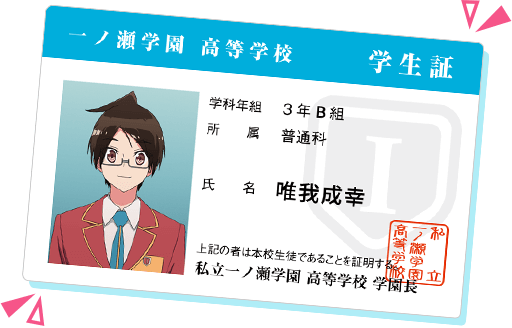 一ノ瀬学園 高等学校 学生証
学科年組 3年B組
所属 普通科
氏名 唯我成幸
上記の者は本校生徒であることを証明する。
私立一ノ瀬学園 高等学校 学園長
私立
一ノ瀬学園
高等学校
I